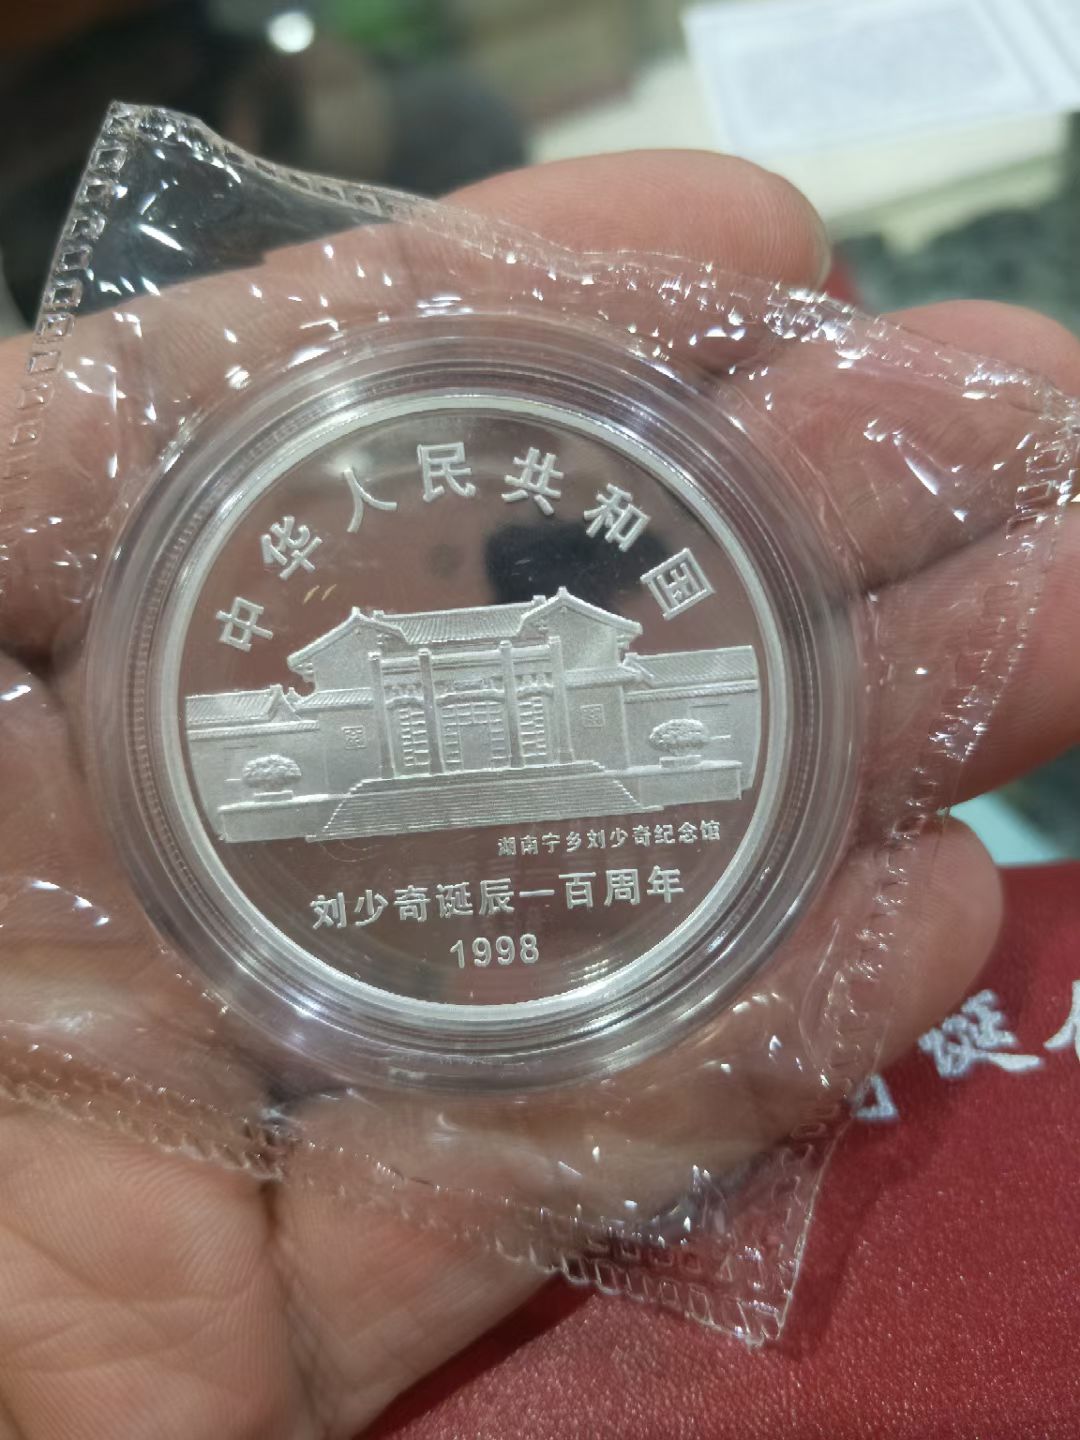 中华人民共和国
湖南宁乡刘少奇纪念馆
刘少奇诞辰一百周年
1998
诞